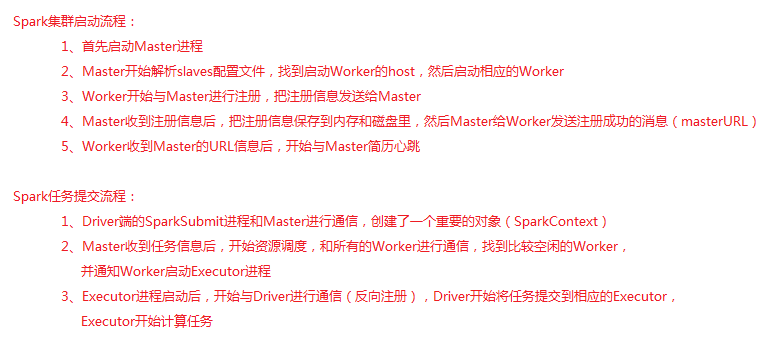 Spark集群启动流程：
1、首先启动Master进程
2、Master开始解析slaves配置文件，找到启动Worker的host，然后启动相应的Worker
3、Worker开始与Master进行注册，把注册信息发送给Master
4、Master收到注册信息后，把注册信息保存到内存和磁盘里，然后Master给Worker发送注册成功的消息（masterURL）
5、Worker收到Master的URL信息后，开始与Master简历心跳
Spark任务提交流程：
1、Driver端的SparkSubmit进程和Master进行通信，创建了一个重要的对象（SparkContext）
2、Master收到任务信息后，开始资源调度，和所有的Worker进行通信，找到比较空闲的Worker，
并通知Worker启动Executor进程
3、Executor进程启动后，开始与Driver进行通信（反向注册），Driver开始将任务提交到相应的Executor，
Executor开始计算任务